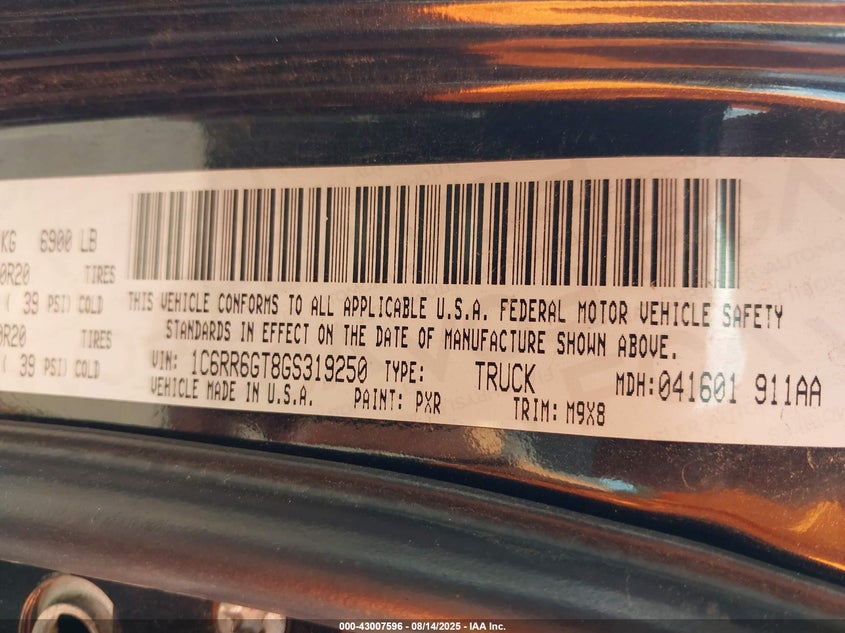 KG 6900 LB
0R20 TIRES
( 39 PSI) COLD
0R20 TIRES
( 39 PSI) COLD
THIS VEHICLE CONFORMS TO ALL APPLICABLE U.S.A. FEDERAL MOTOR VEHICLE SAFETY
STANDARDS IN EFFECT ON THE DATE OF MANUFACTURE SHOWN ABOVE.
VIN: 1C6RR6GT8GS319250 TYPE: TRUCK MDH:041601 911AA
VEHICLE MADE IN U.S.A. PAINT: PXR TRIM: M9X8
000-43007596 - 08/14/2025 - IAA Inc.